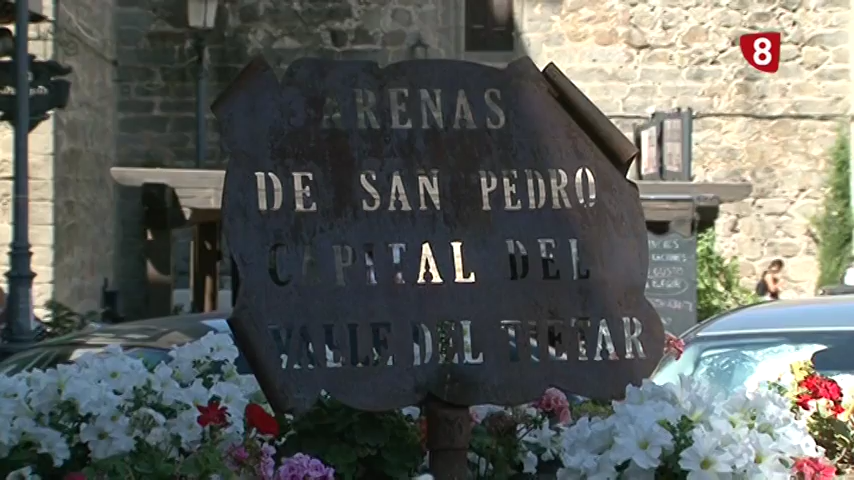 8
ARENAS
DE SAN PEDRO
CAPITAL DEL
VALLE DEL TIETAR